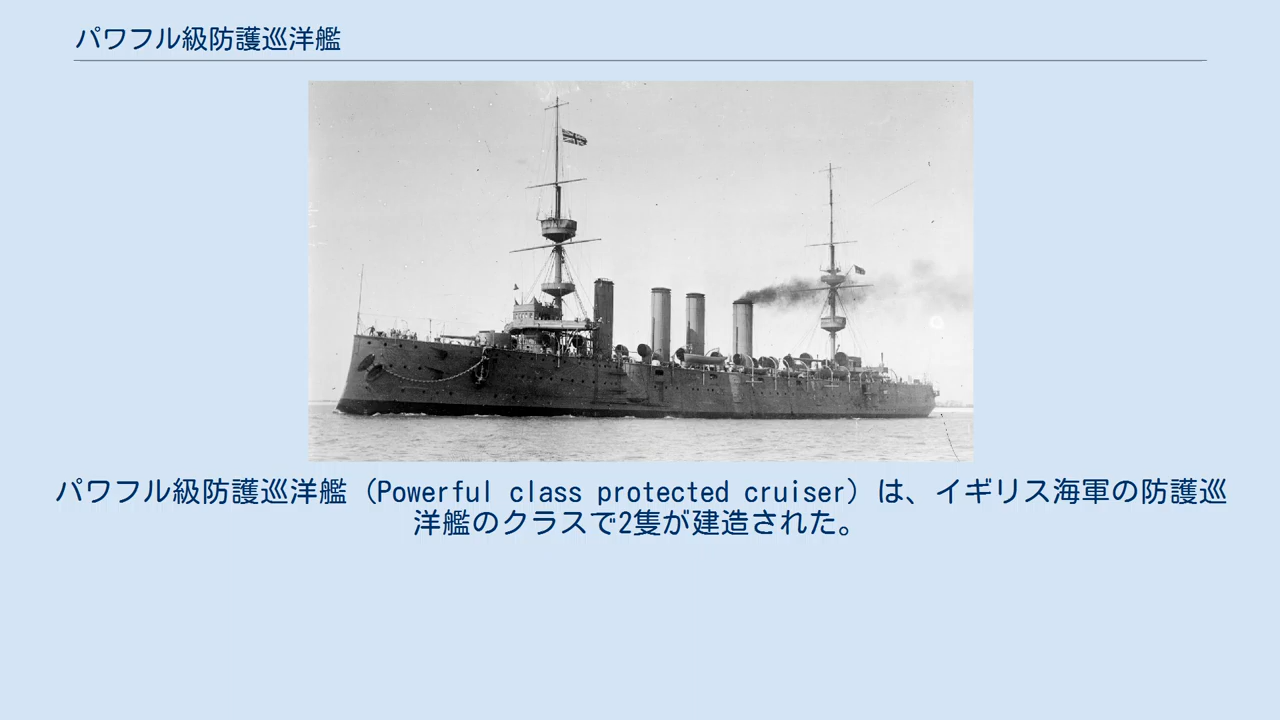 パワフル級防護巡洋艦
パワフル級防護巡洋艦（Powerful class protected cruiser）は、イギリス海軍の防護巡
洋艦のクラスで2隻が建造された。